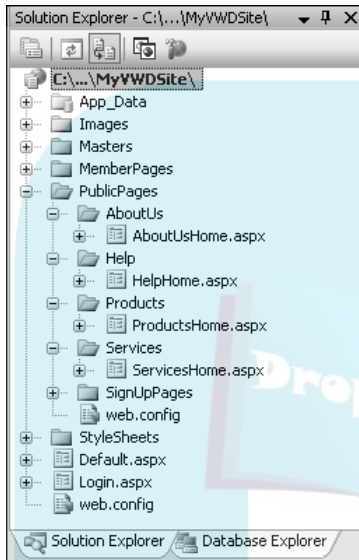 Solution Explorer - C:\...\MyVWDSite\
C:\...\MyVWDSite\
App_Data
Images
Masters
MemberPages
PublicPages
AboutUs
AboutUsHome.aspx
Help
HelpHome.aspx
Products
ProductsHome.aspx
Services
ServicesHome.aspx
SignUpPages
web.config
StyleSheets
Default.aspx
Login.aspx
web.config
Solution Explorer Database Explorer
Drop